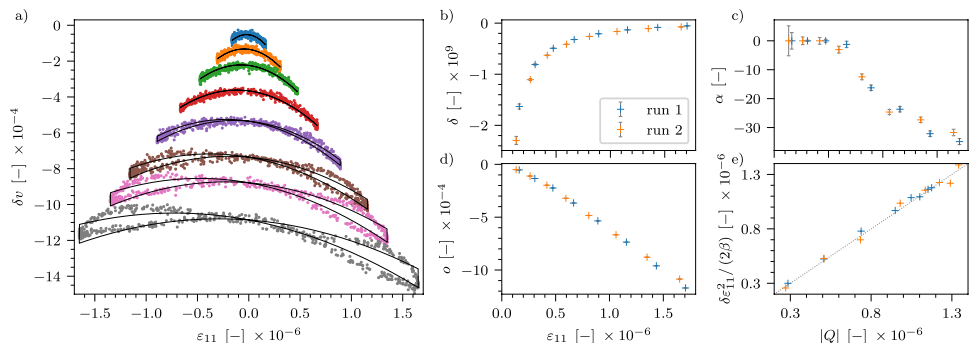 a)
δv [−] × 10⁻⁴
0
−2
−4
−6
−8
−10
−12
−14
−1.5 −1.0 −0.5 0.0 0.5 1.0 1.5
ε₁₁ [−] × 10⁻⁶
b)
δ [−] × 10⁹
0
−1
−2
run 1
run 2
c)
α [−]
0
−10
−20
−30
d)
o [−] × 10⁻⁴
0
−5
−10
0.0 0.5 1.0 1.5
ε₁₁ [−] × 10⁻⁶
e)
δε²₁₁/(2β) [−] × 10⁻⁶
1.3
0.8
0.3
0.3 0.8 1.3
|Q| [−] × 10⁻⁶